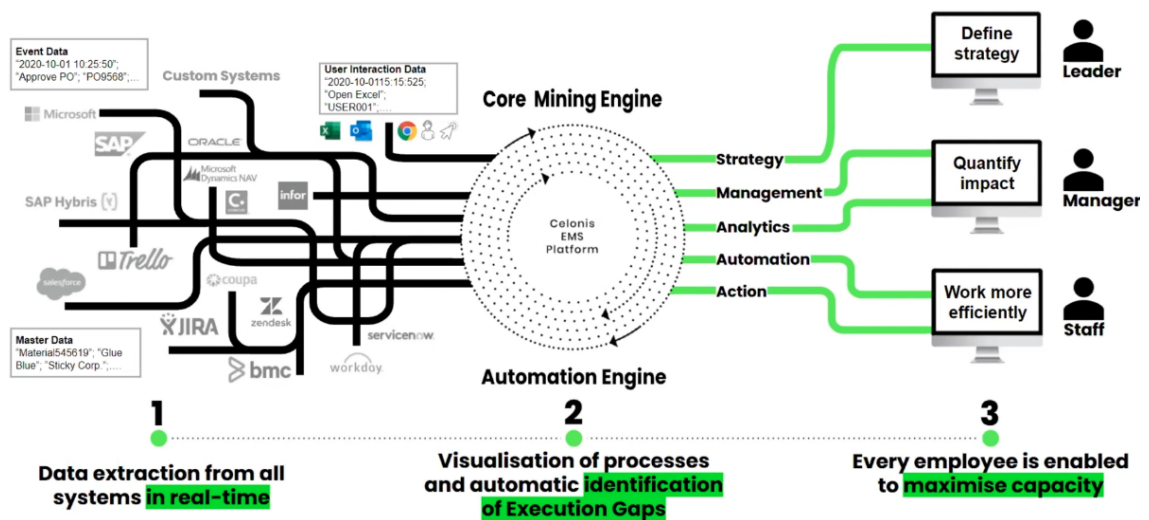 Event Data
"2020-10-01 10:25:50";
"Approve PO"; "PO9568";...
Custom Systems
User Interaction Data
"2020-10-0115:15:525;
"Open Excel";
"USER001";....
Microsoft
SAP
ORACLE
Microsoft
Dynamics NAV
infor
SAP Hybris (Y)
Trello
salesforce
coupa
JIRA
zendesk
servicenow
bmc
workday
Master Data
"Material545619"; "Glue
Blue"; "Sticky Corp.";....
Core Mining Engine
Celonis
EMS
Platform
Automation Engine
Strategy
Management
Analytics
Automation
Action
Define
strategy
Leader
Quantify
impact
Manager
Work more
efficiently
Staff
1
Data extraction from all
systems in real-time
2
Visualisation of processes
and automatic identification
of Execution Gaps
3
Every employee is enabled
to maximise capacity